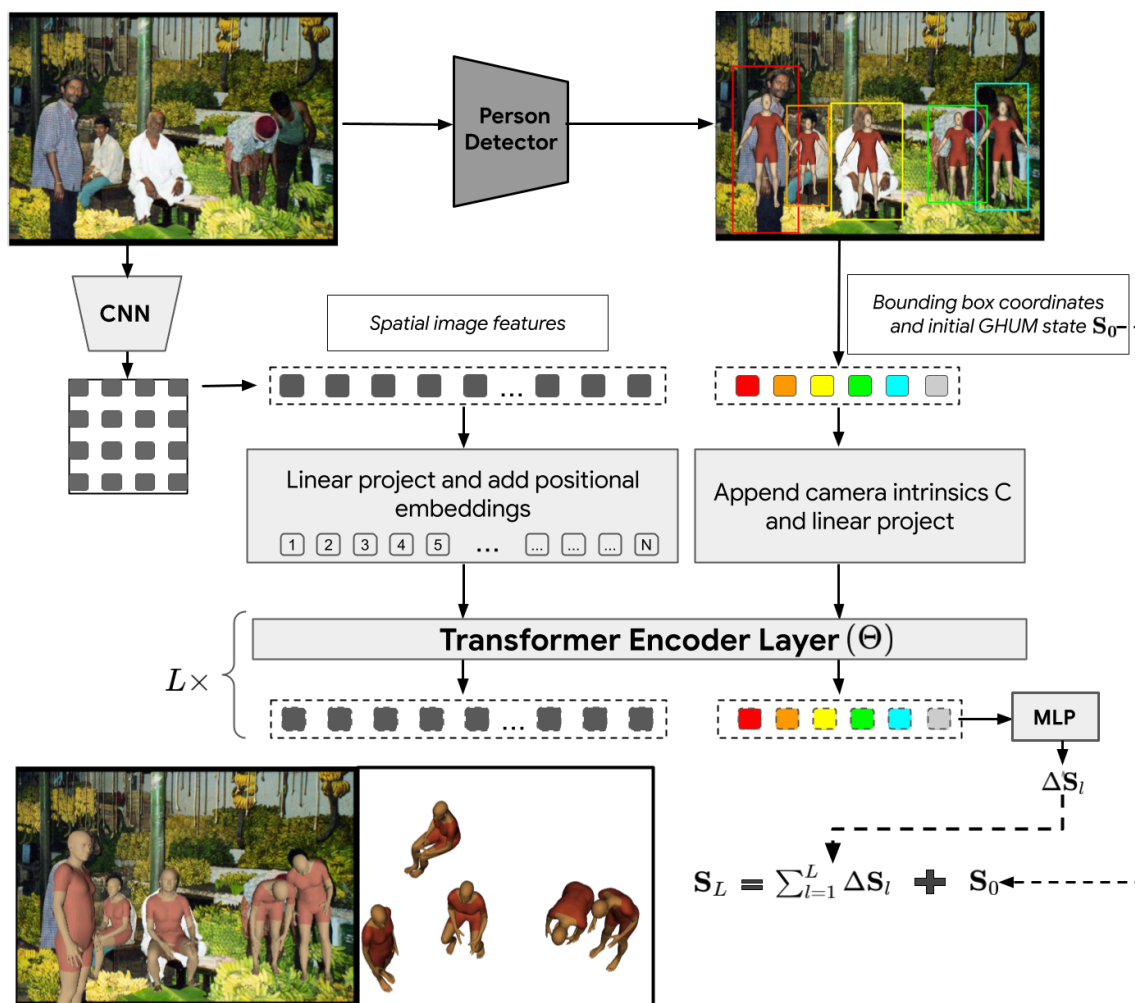 Person
Detector
CNN
Spatial image features
Bounding box coordinates
and initial GHUM state S₀
...
Linear project and add positional
embeddings
1 2 3 4 5 ... ... ... ... N
Append camera intrinsics C
and linear project
Transformer Encoder Layer (Θ)
L×
...
MLP
ΔS_l
S_L = ∑_{l=1}^{L} ΔS_l + S₀